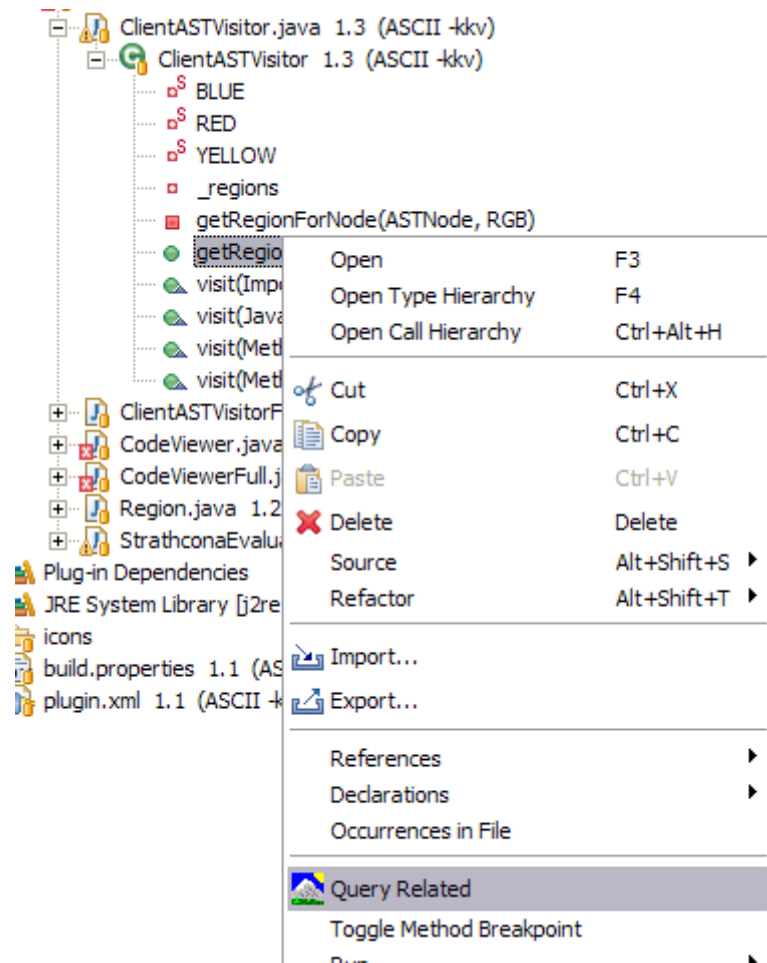 ClientASTVisitor.java 1.3 (ASCII -kkv)
ClientASTVisitor 1.3 (ASCII -kkv)
S BLUE
S RED
S YELLOW
_regions
getRegionForNode(ASTNode, RGB)
getRegio
visit(Imp
visit(Java
visit(Met
visit(Met
ClientASTVisitorF
CodeViewer.java
CodeViewerFull.j
Region.java 1.2
StrathconaEvalua
Plug-in Dependencies
JRE System Library [j2re
icons
build.properties 1.1 (AS
plugin.xml 1.1 (ASCII -k
Open F3
Open Type Hierarchy F4
Open Call Hierarchy Ctrl+Alt+H
Cut Ctrl+X
Copy Ctrl+C
Paste Ctrl+V
Delete Delete
Source Alt+Shift+S
Refactor Alt+Shift+T
Import...
Export...
References
Declarations
Occurrences in File
Query Related
Toggle Method Breakpoint
Run